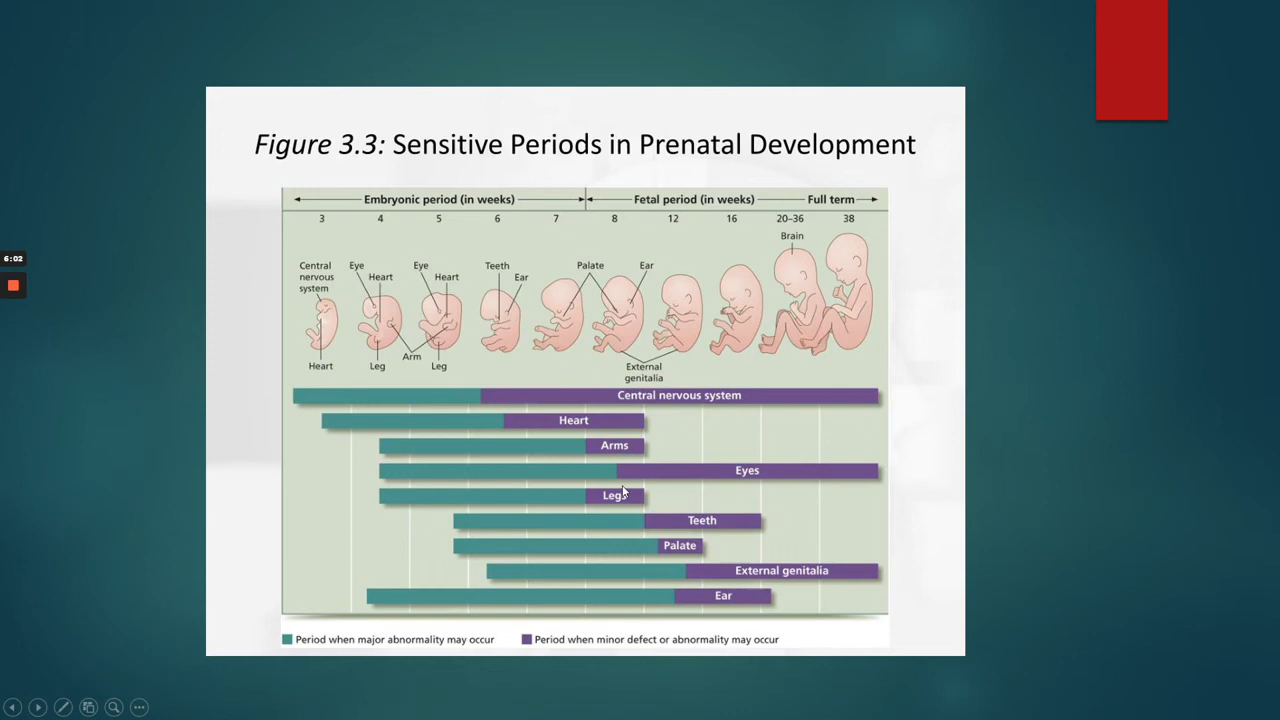 6:02
Figure 3.3: Sensitive Periods in Prenatal Development
Embryonic period (in weeks) Fetal period (in weeks) Full term
3 4 5 6 7 8 12 16 20–36 38
Brain
Central nervous system
Eye
Heart
Eye
Heart
Teeth
Ear
Palate
Ear
Heart
Leg
Arm
Leg
External genitalia
Central nervous system
Heart
Arms
Eyes
Legs
Teeth
Palate
External genitalia
Ear
Period when major abnormality may occur Period when minor defect or abnormality may occur